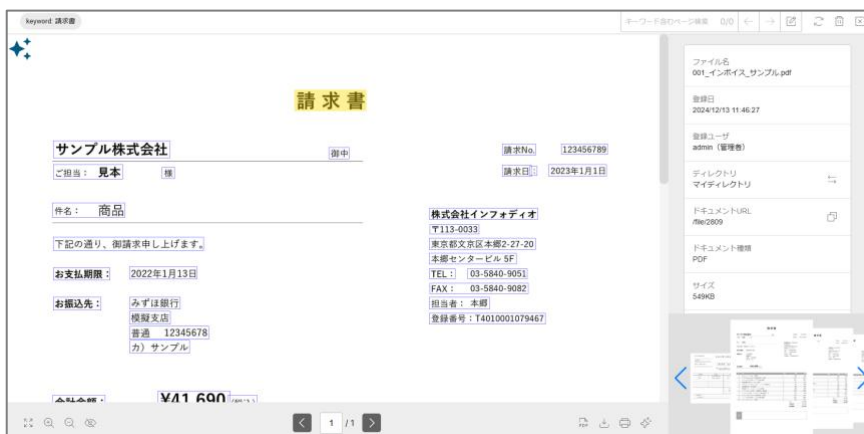 keyword: 請求書
キーワード含むページ検索 0/0
請求書
サンプル株式会社 御中
ご担当： 見本 様
請求No. 123456789
請求日： 2023年1月1日
件名： 商品
下記の通り、御請求申し上げます。
お支払期限： 2022年1月13日
お振込先： みずほ銀行
模擬支店
普通 12345678
カ）サンプル
株式会社インフォディオ
〒113-0033
東京都文京区本郷2-27-20
本郷センタービル 5F
TEL： 03-5840-9051
FAX： 03-5840-9082
担当者： 本郷
登録番号：T4010001079467
合計金額： ¥41,690 (税込)
ファイル名
001_インボイス_サンプル.pdf
登録日
2024/12/13 11:46:27
登録ユーザ
admin（管理者）
ディレクトリ
マイディレクトリ
ドキュメントURL
/file/2809
ドキュメント種類
PDF
サイズ
549KB
1 /1